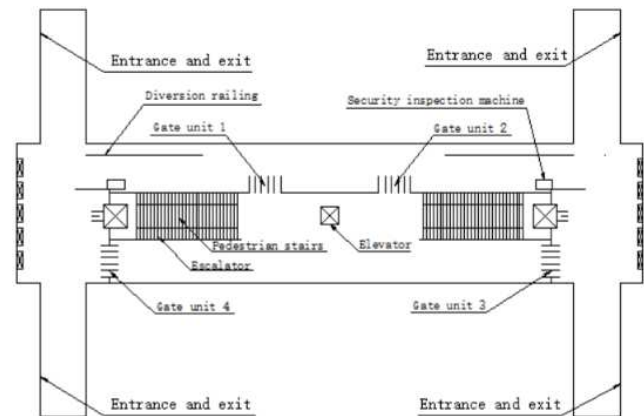 Entrance and exit
Entrance and exit
Diversion railing
Security inspection machine
Gate unit 1
Gate unit 2
Pedestrian stairs
Elevator
Escalator
Gate unit 4
Gate unit 3
Entrance and exit
Entrance and exit